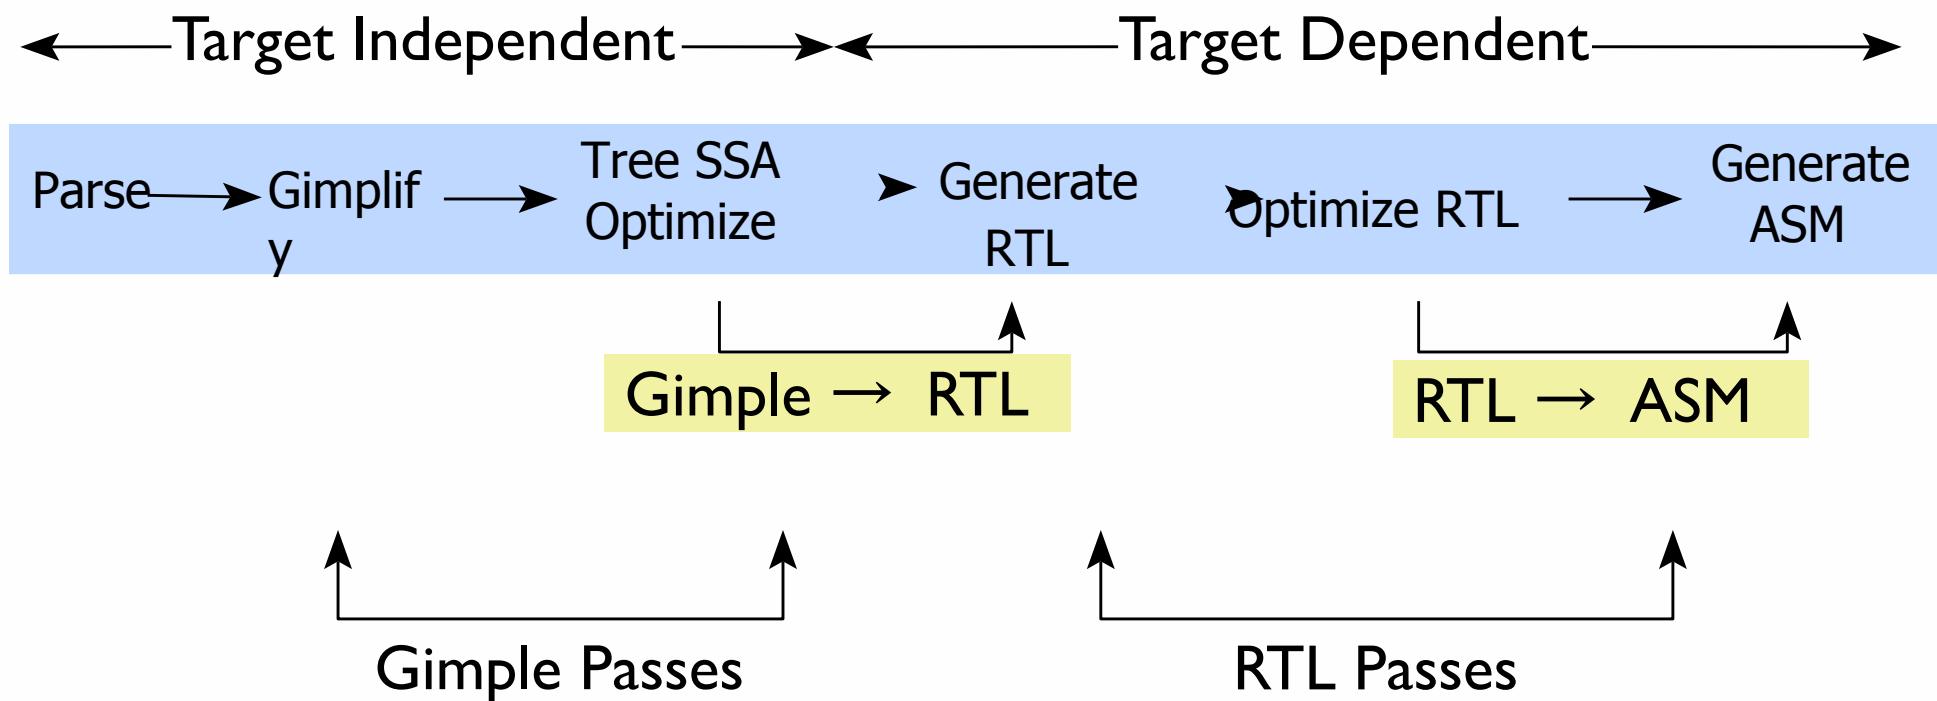 Target Independent
Target Dependent
Parse
Gimplif
y
Tree SSA
Optimize
Generate
RTL
Optimize RTL
Generate
ASM
Gimple → RTL
RTL → ASM
Gimple Passes
RTL Passes